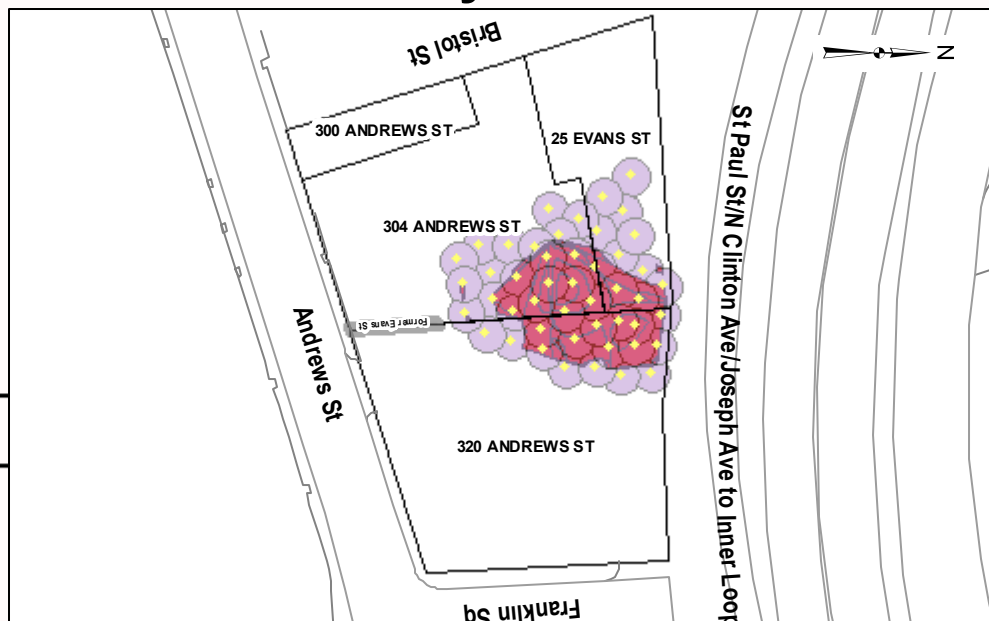 Bristol St
N
300 ANDREWS ST
25 EVANS ST
St Paul St/N Clinton Ave/Joseph Ave to Inner Loop
304 ANDREWS ST
Former Evans St
Andrews St
320 ANDREWS ST
Franklin Sq